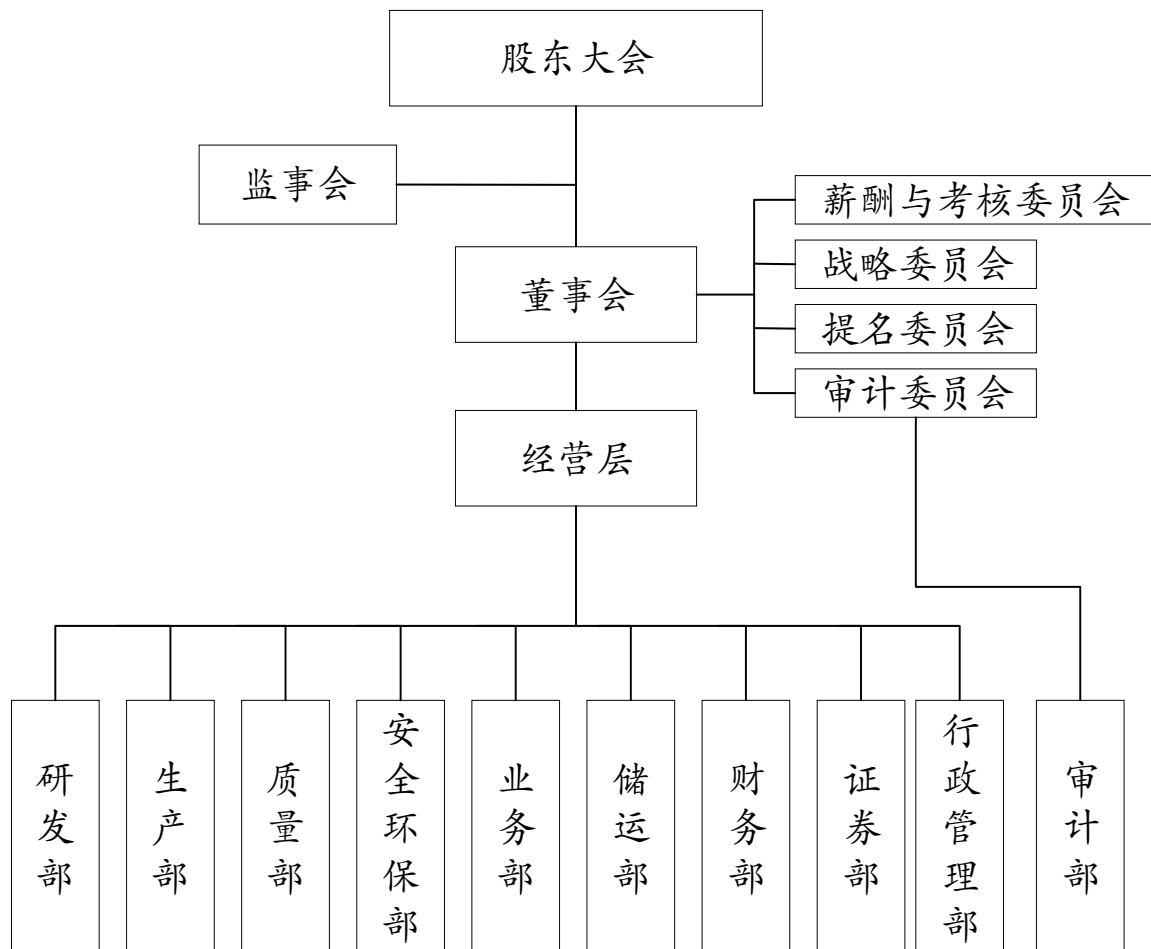 股东大会
监事会
薪酬与考核委员会
战略委员会
董事会
提名委员会
审计委员会
经营层
研发部
生产部
质量部
安全环保部
业务部
储运部
财务部
证券部
行政管理部
审计部